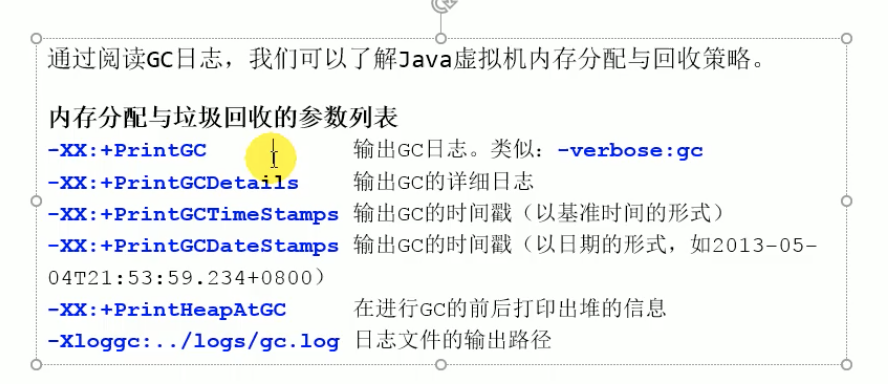 通过阅读GC日志，我们可以了解Java虚拟机内存分配与回收策略。
内存分配与垃圾回收的参数列表
-XX:+PrintGC 输出GC日志。类似：-verbose:gc
-XX:+PrintGCDetails 输出GC的详细日志
-XX:+PrintGCTimeStamps 输出GC的时间戳（以基准时间的形式）
-XX:+PrintGCDateStamps 输出GC的时间戳（以日期的形式，如2013-05-
04T21:53:59.234+0800）
-XX:+PrintHeapAtGC 在进行GC的前后打印出堆的信息
-Xloggc:../logs/gc.log 日志文件的输出路径